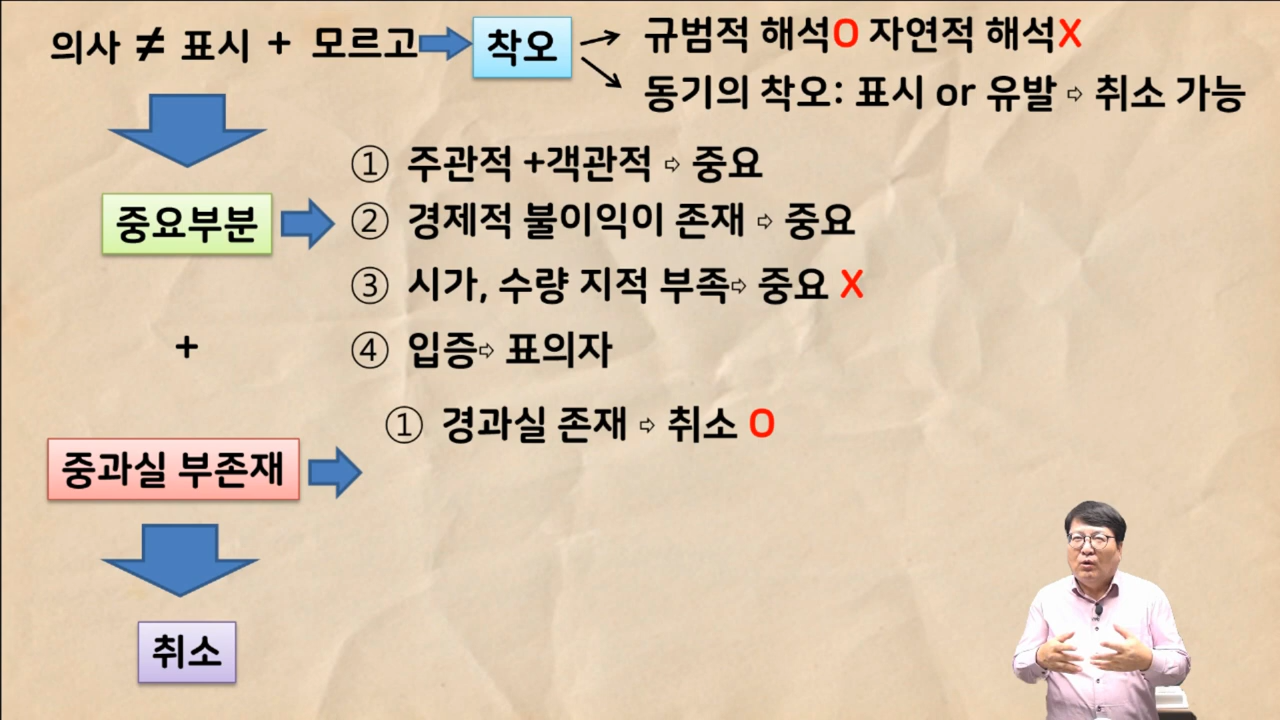 의사 ≠ 표시 + 모르고 착오
규범적 해석O 자연적 해석X
동기의 착오: 표시 or 유발 ⇨ 취소 가능
중요부분
① 주관적 +객관적 ⇨ 중요
② 경제적 불이익이 존재 ⇨ 중요
③ 시가, 수량 지적 부족⇨ 중요 X
④ 입증⇨ 표의자
+
중과실 부존재
① 경과실 존재 ⇨ 취소 O
취소